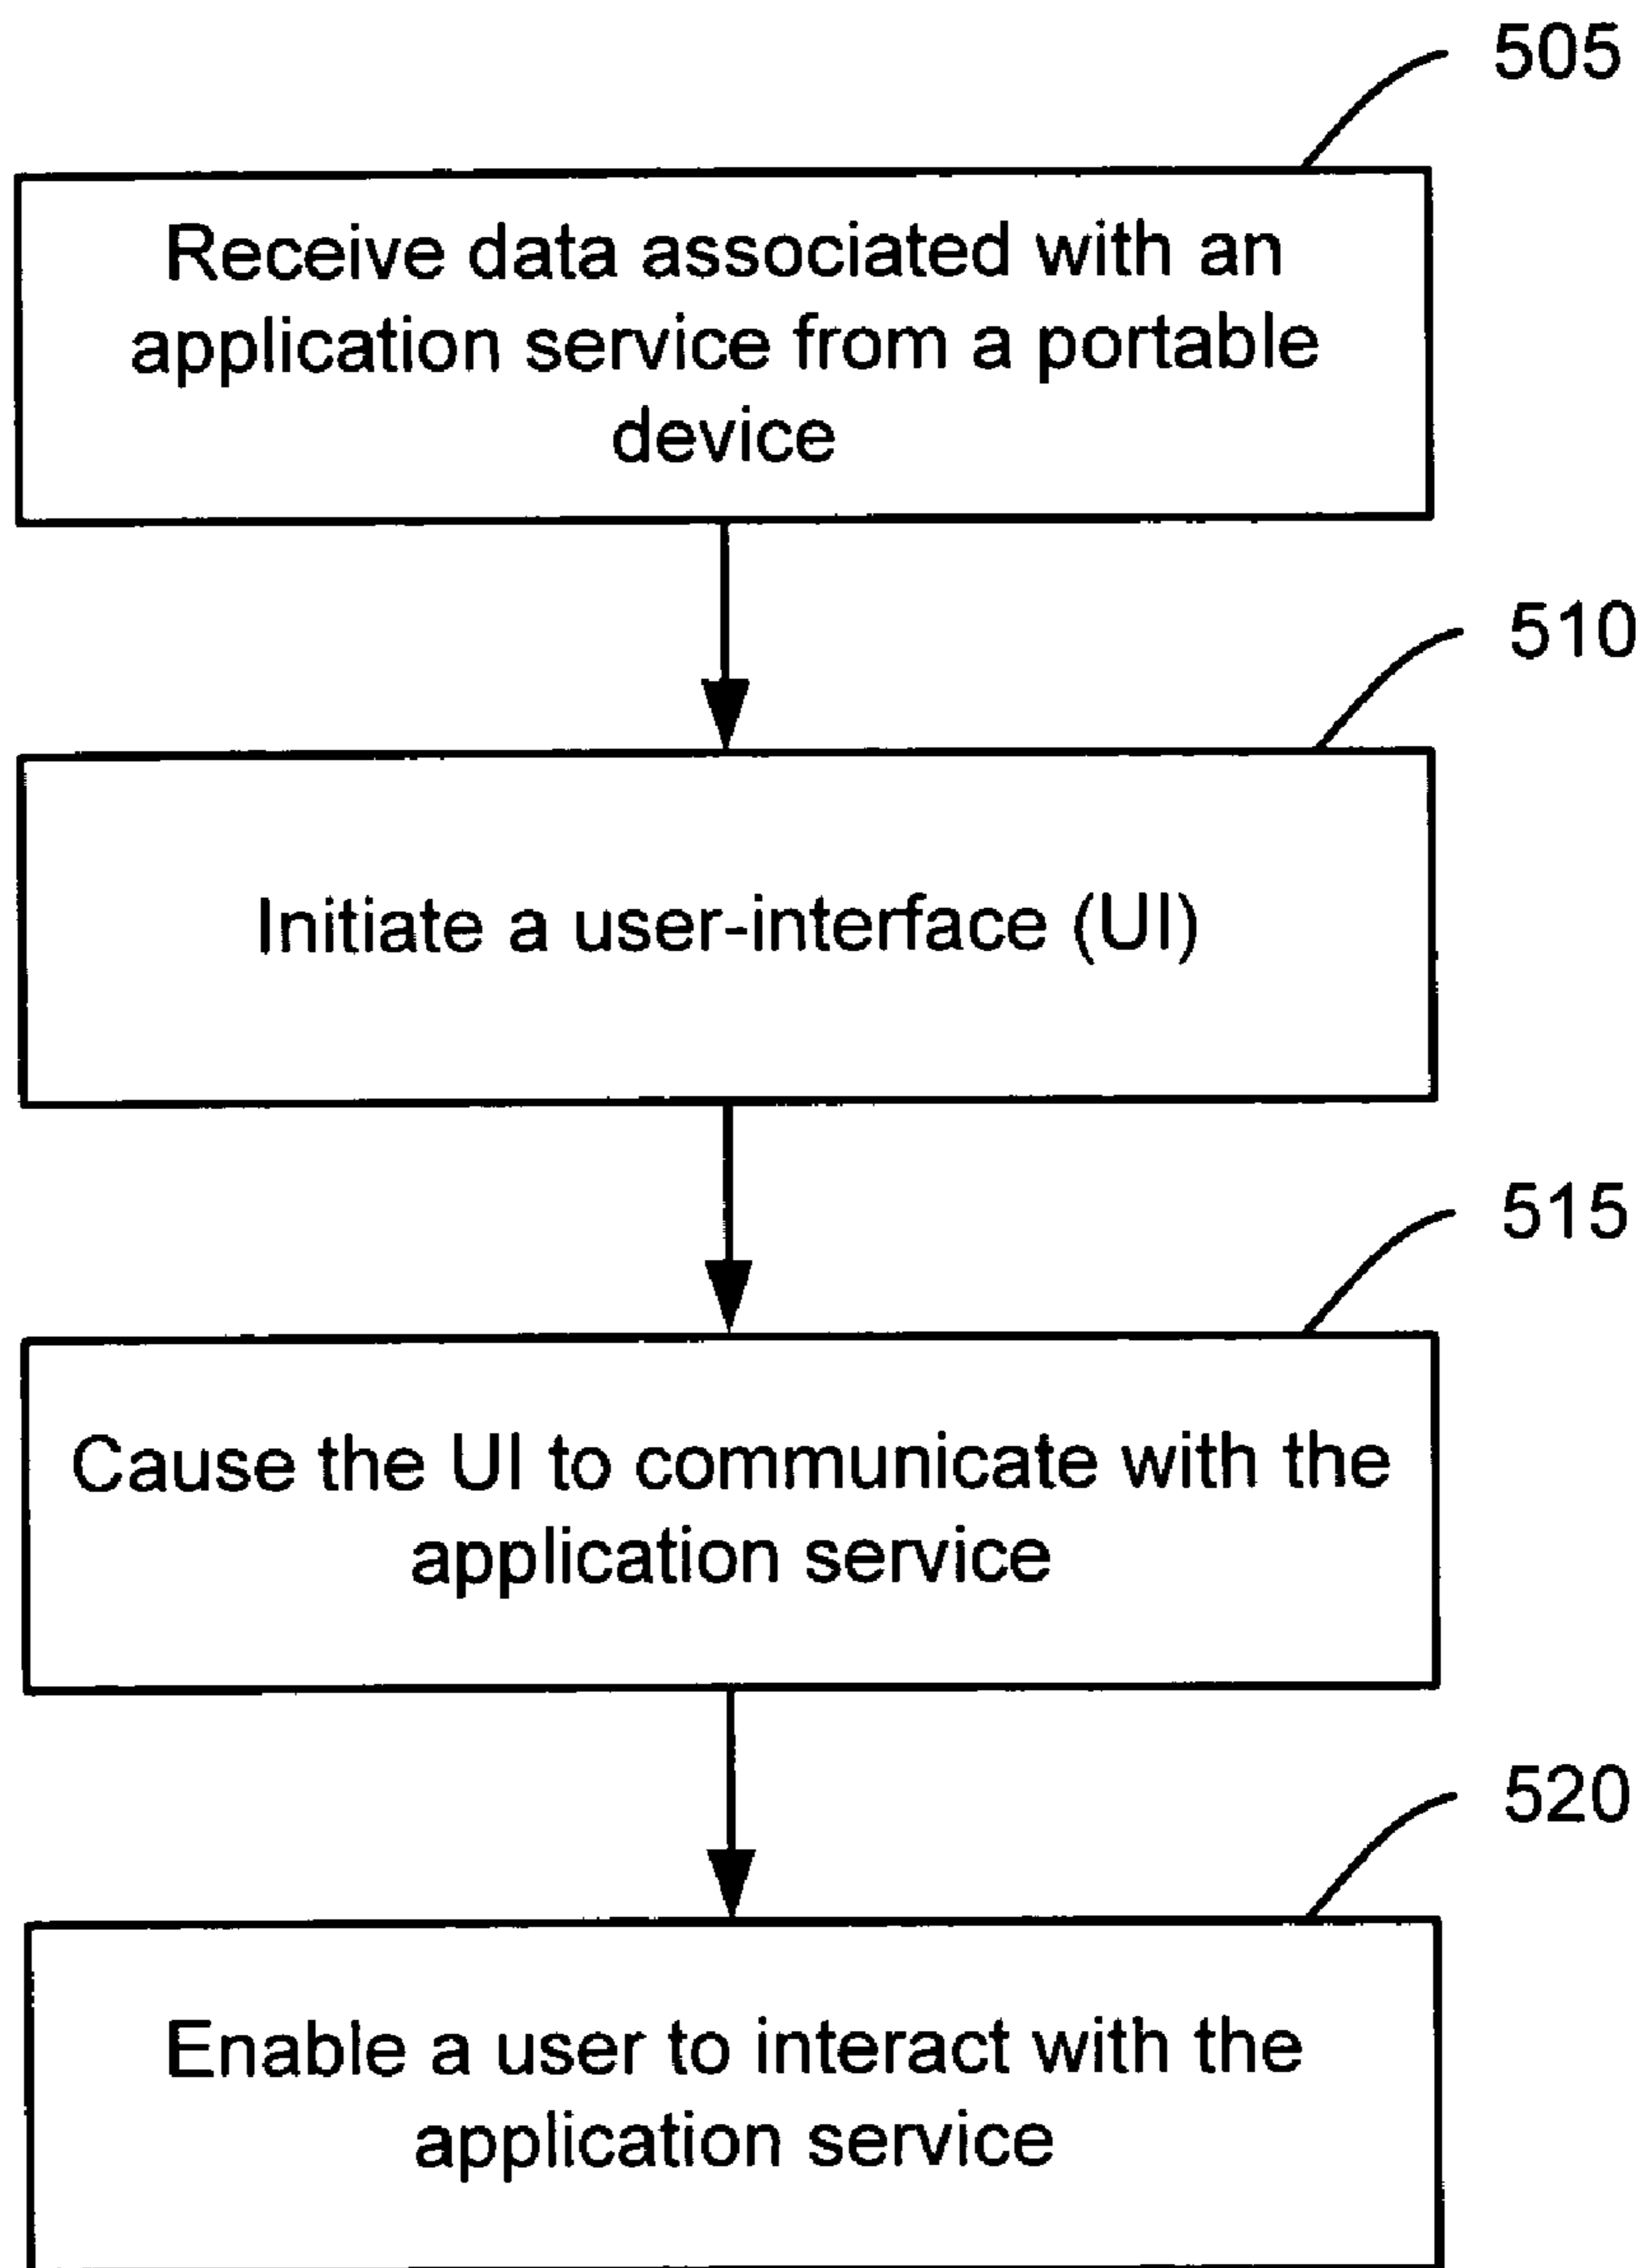 505
Receive data associated with an
application service from a portable
device
510
Initiate a user-interface (UI)
515
Cause the UI to communicate with the
application service
520
Enable a user to interact with the
application service